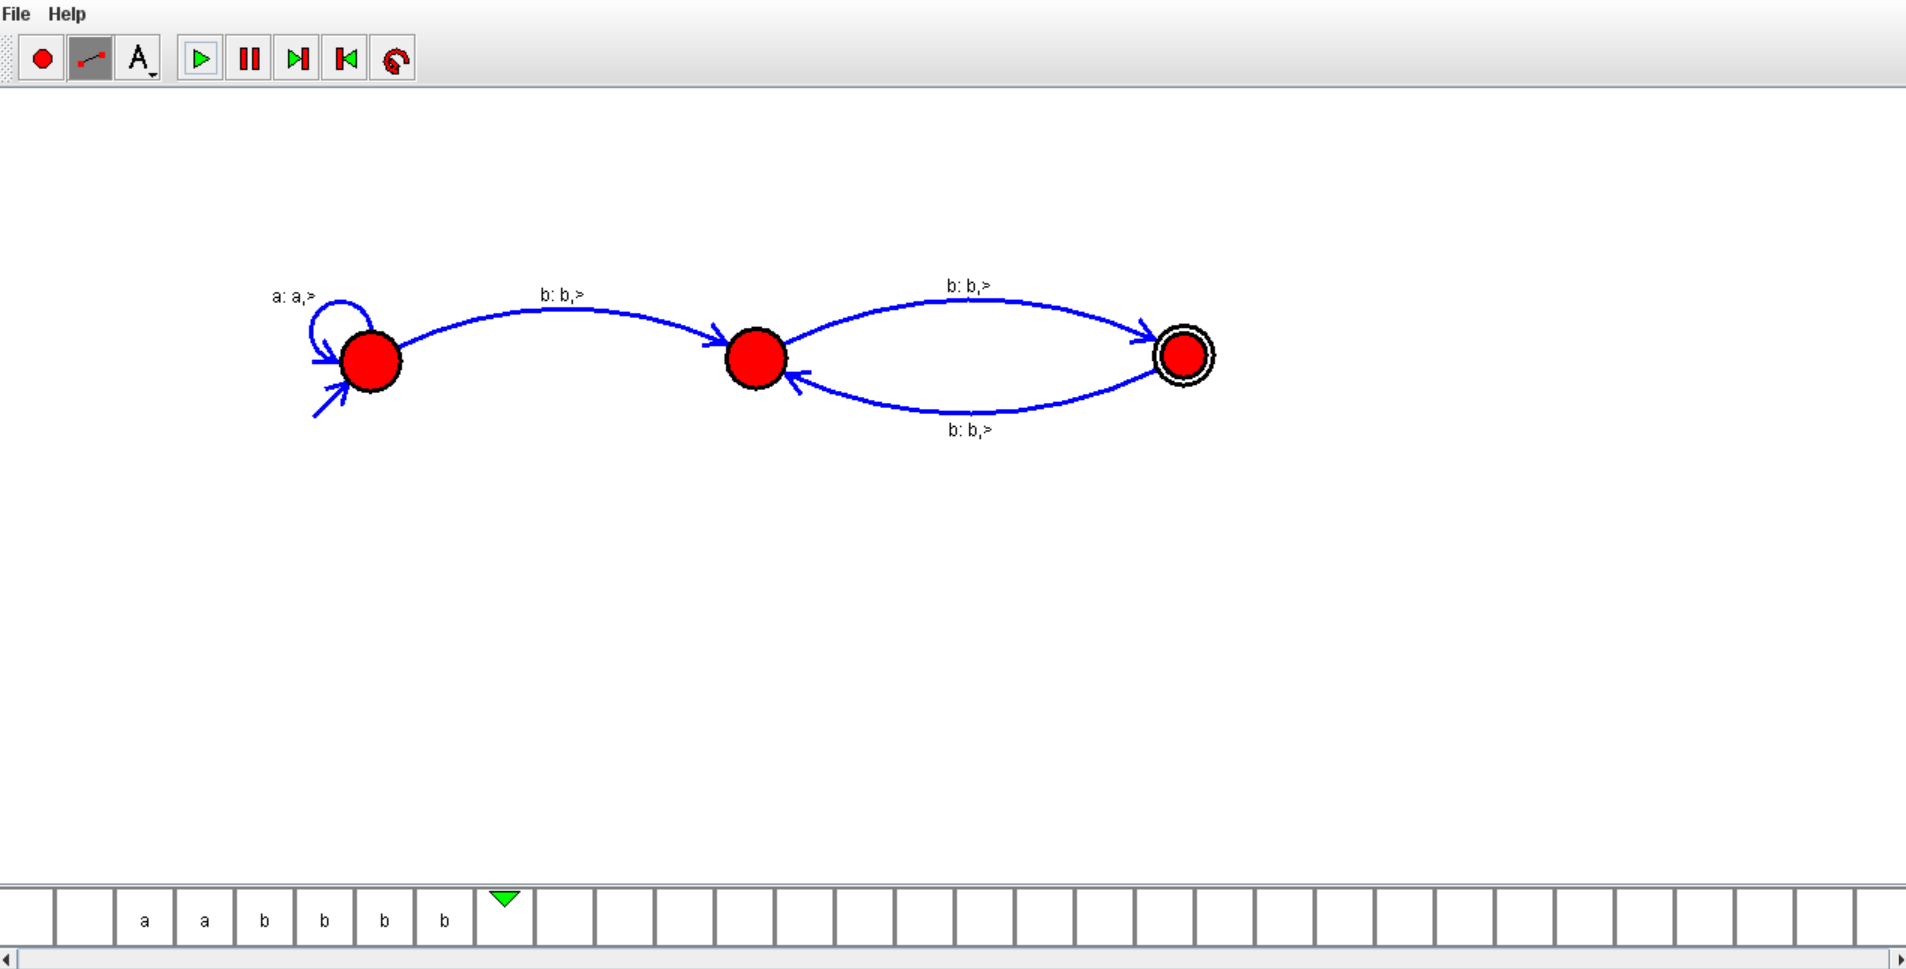 File Help
A
b: b,>
a: a,> b: b,>
b: b,>
a a b b b b